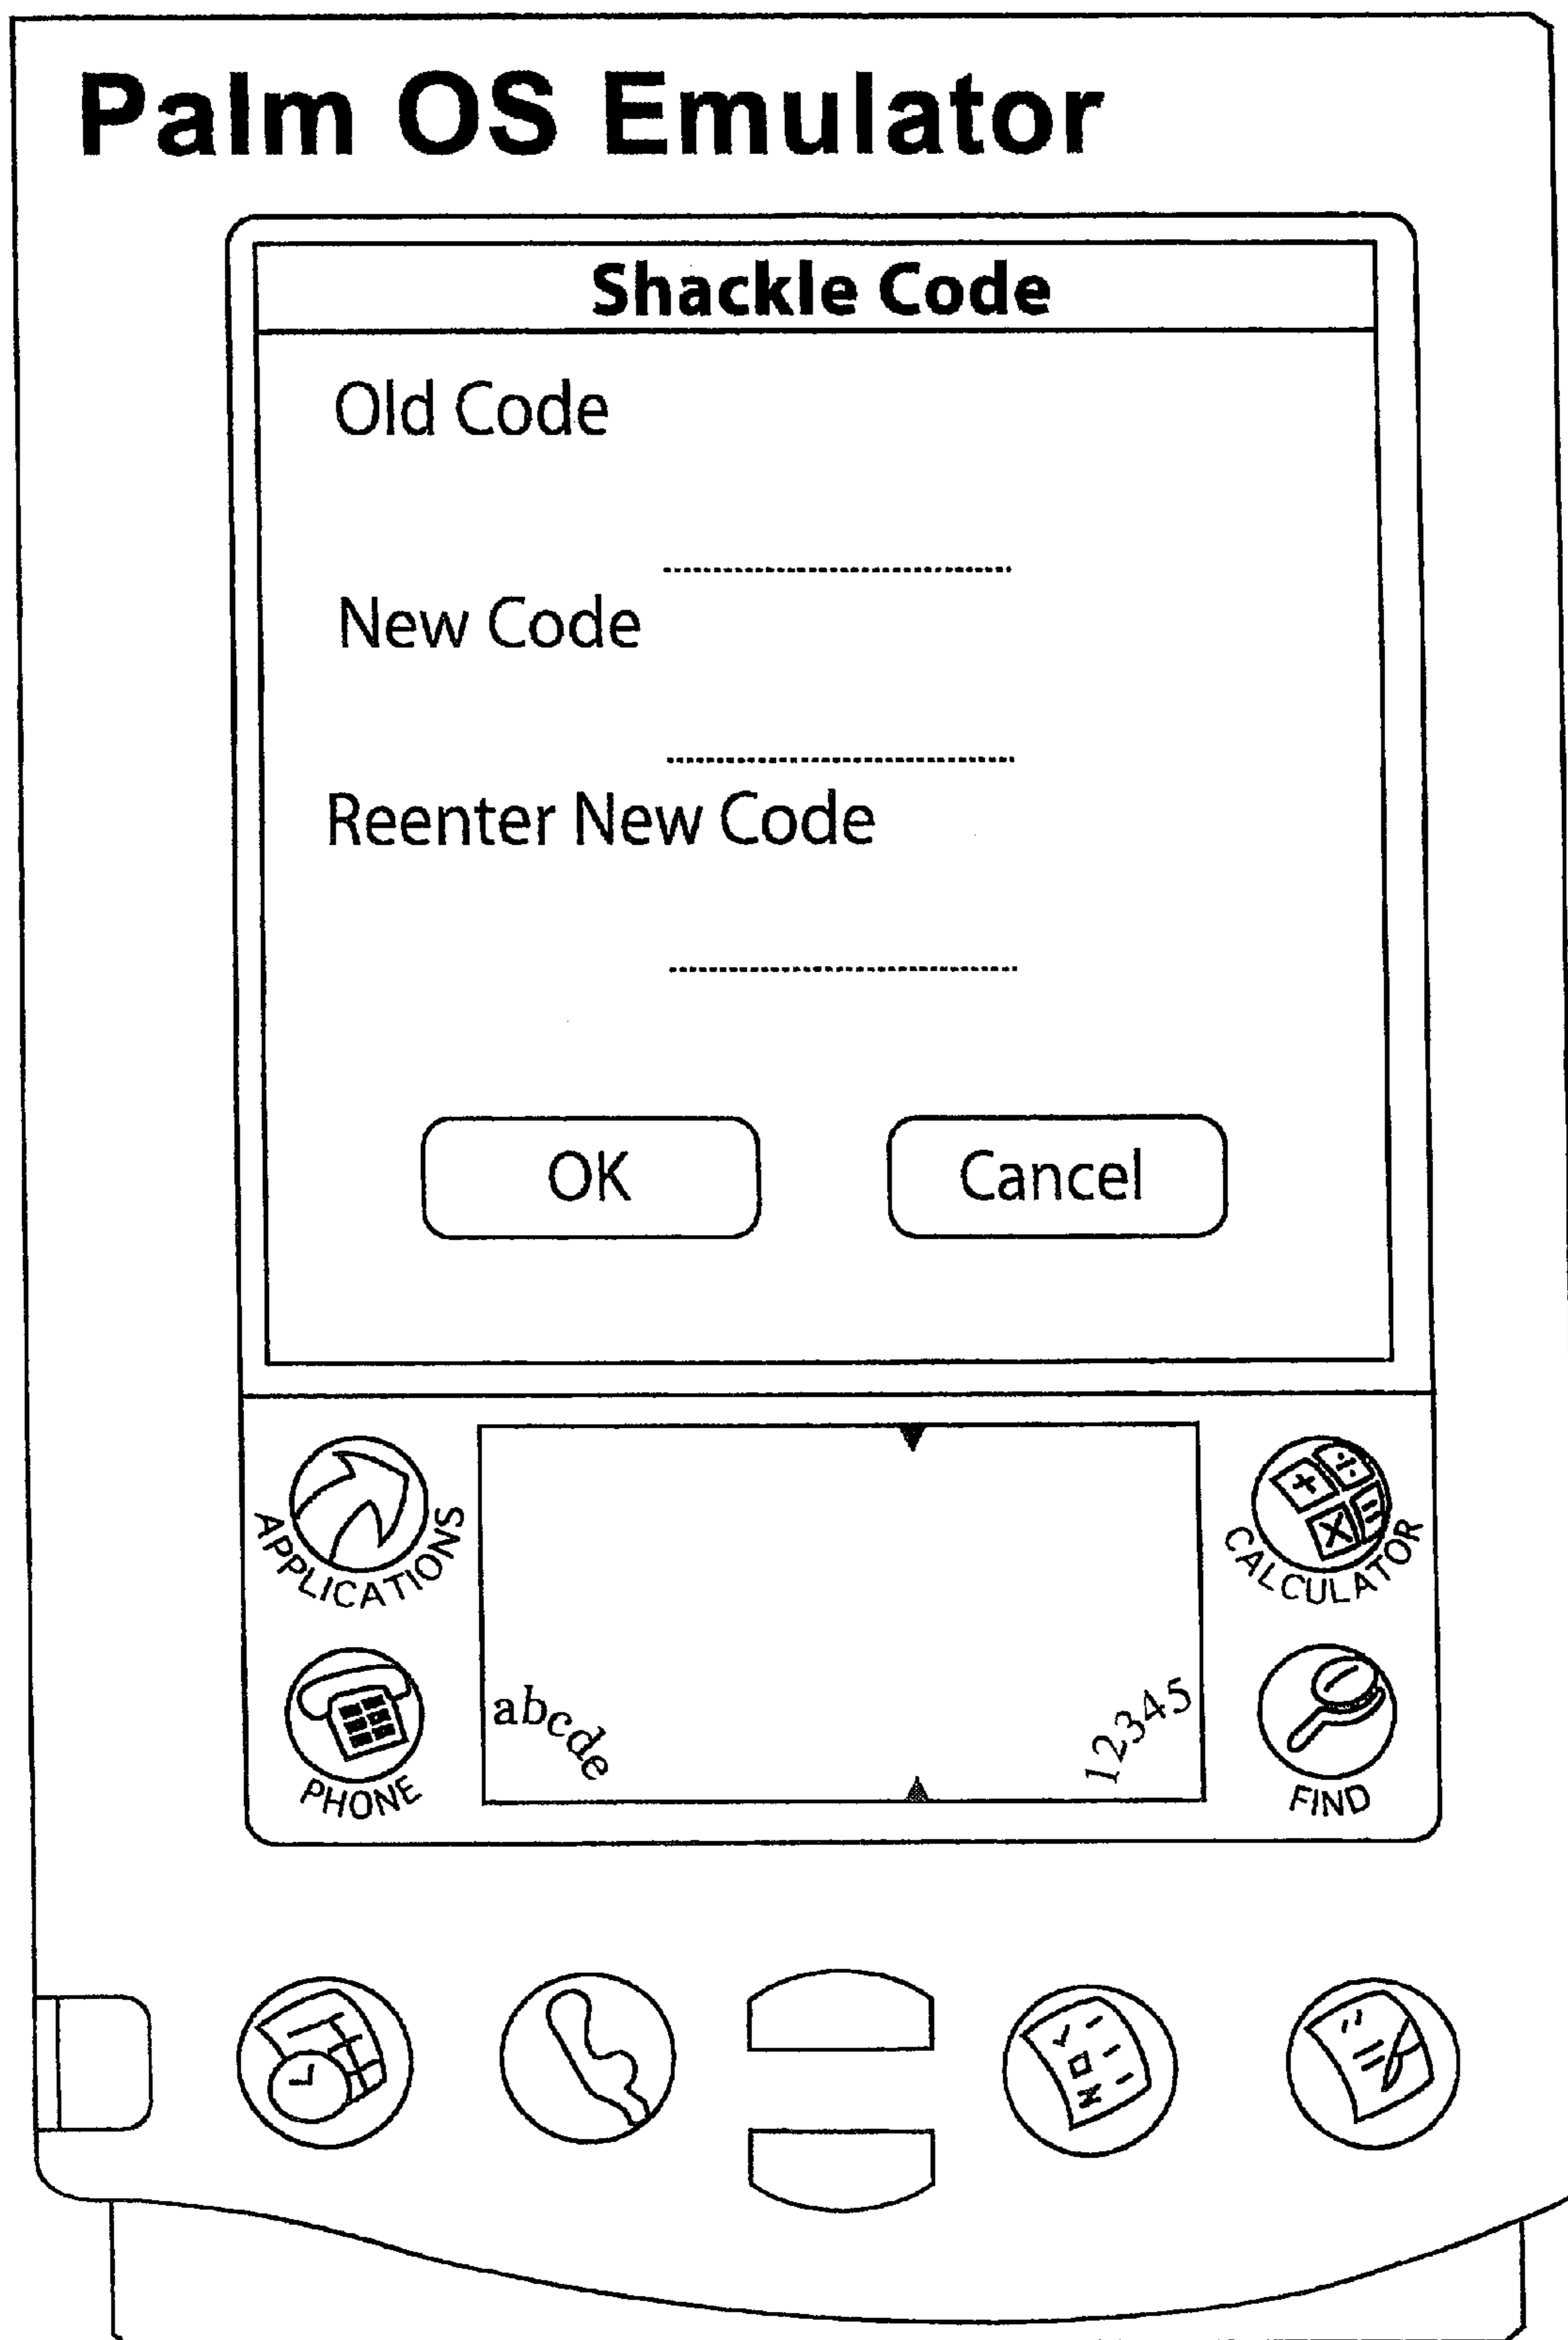 Palm OS Emulator
Shackle Code
Old Code
New Code
Reenter New Code
OK Cancel
APPLICATIONS
CALCULATOR
abcde
12345
PHONE
FIND